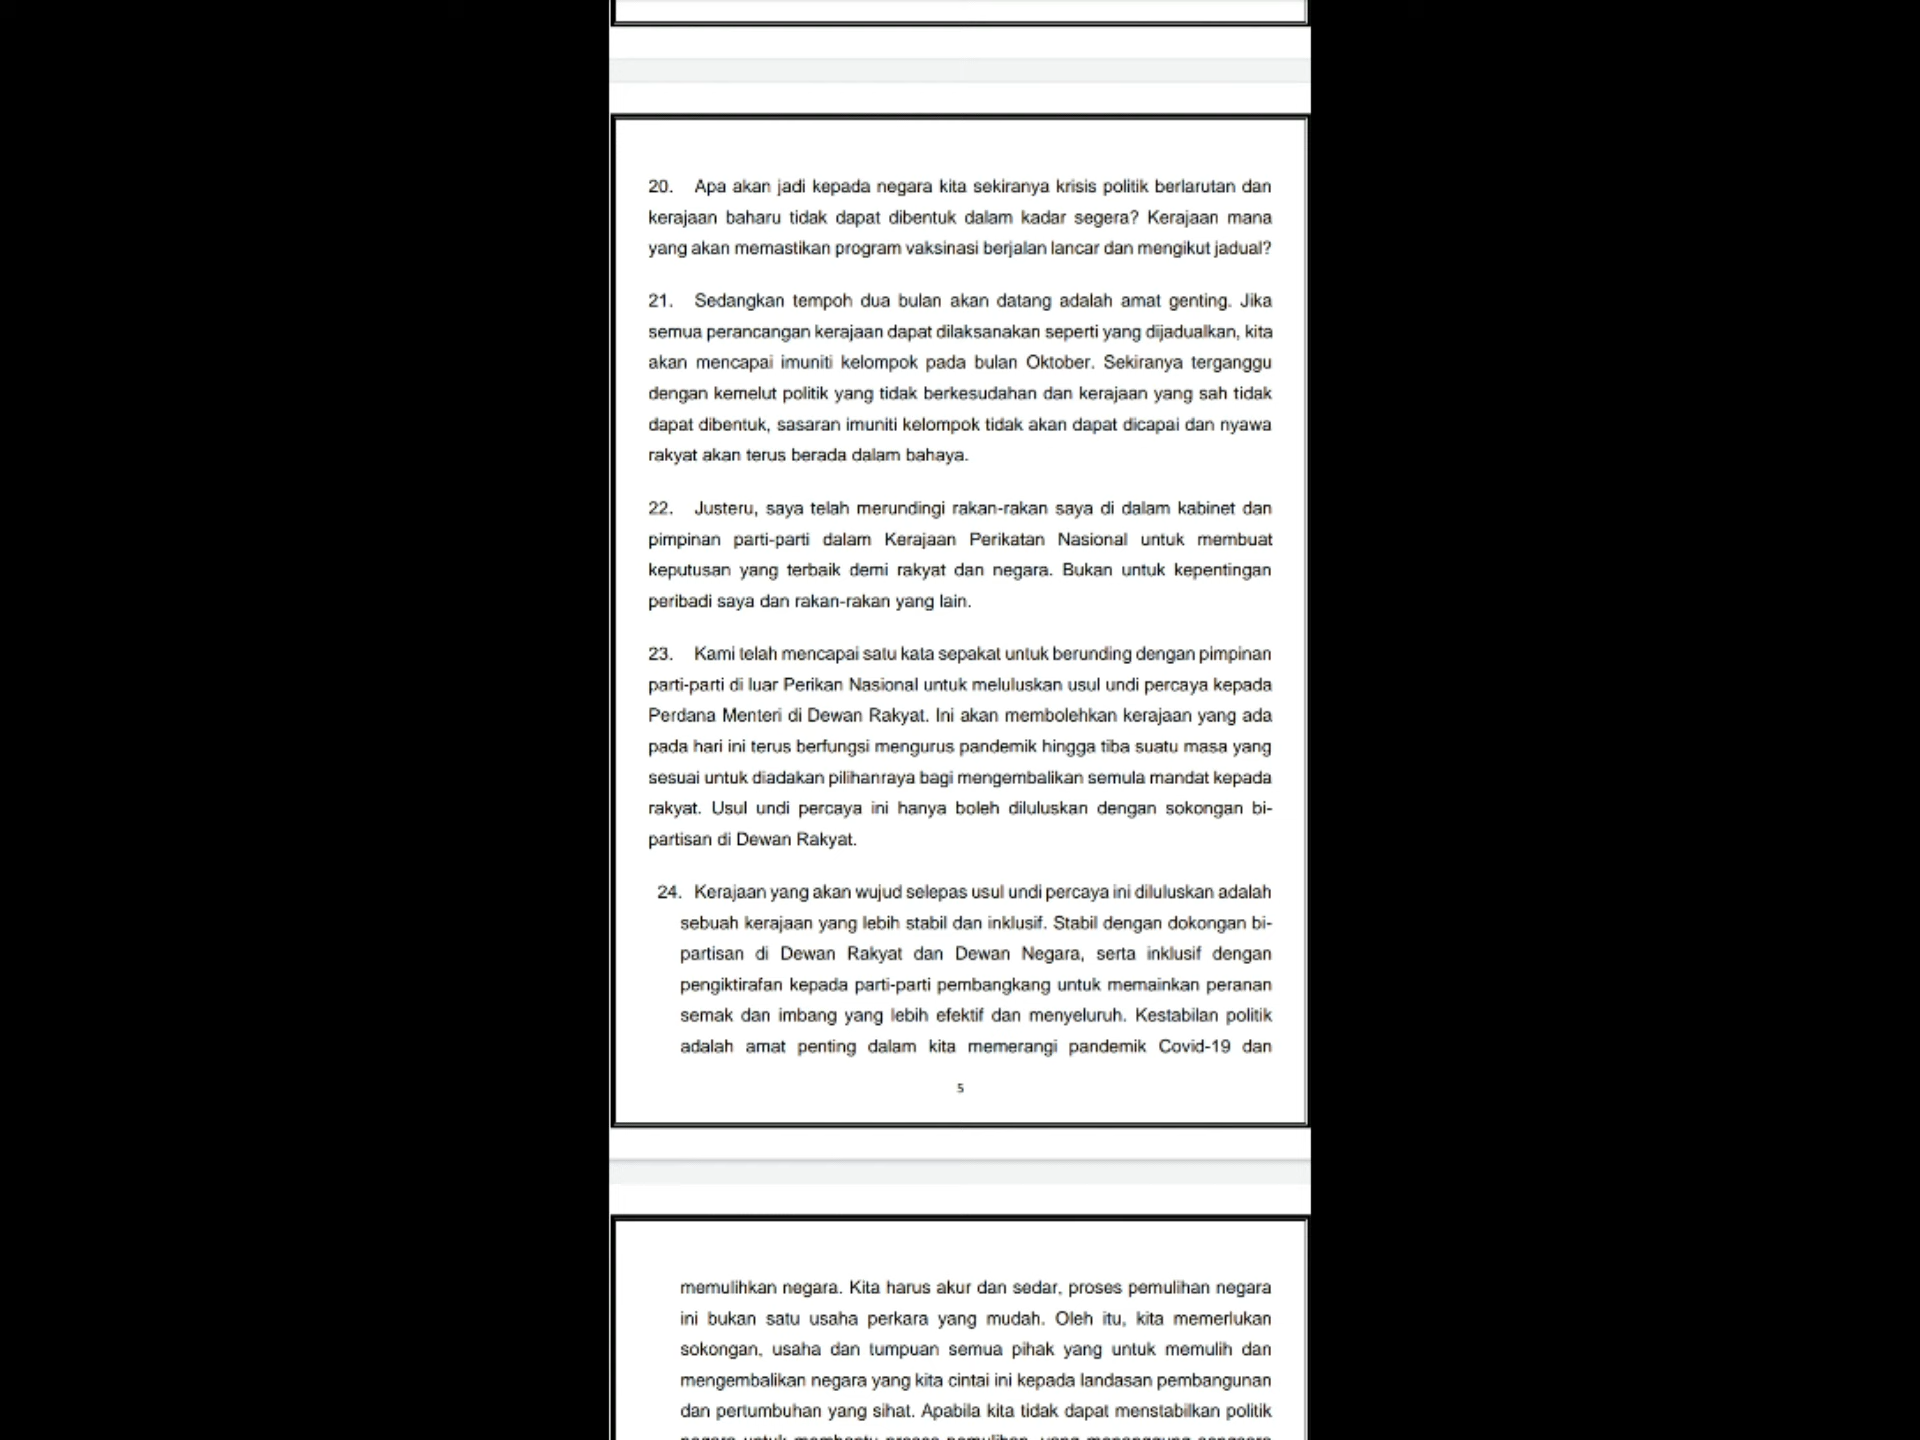 20. Apa akan jadi kepada negara kita sekiranya krisis politik berlarutan dan
kerajaan baharu tidak dapat dibentuk dalam kadar segera? Kerajaan mana
yang akan memastikan program vaksinasi berjalan lancar dan mengikut jadual?
21. Sedangkan tempoh dua bulan akan datang adalah amat genting. Jika
semua perancangan kerajaan dapat dilaksanakan seperti yang dijadualkan, kita
akan mencapai imuniti kelompok pada bulan Oktober. Sekiranya terganggu
dengan kemelut politik yang tidak berkesudahan dan kerajaan yang sah tidak
dapat dibentuk, sasaran imuniti kelompok tidak akan dapat dicapai dan nyawa
rakyat akan terus berada dalam bahaya.
22. Justeru, saya telah merundingi rakan-rakan saya di dalam kabinet dan
pimpinan parti-parti dalam Kerajaan Perikatan Nasional untuk membuat
keputusan yang terbaik demi rakyat dan negara. Bukan untuk kepentingan
peribadi saya dan rakan-rakan yang lain.
23. Kami telah mencapai satu kata sepakat untuk berunding dengan pimpinan
parti-parti di luar Perikan Nasional untuk meluluskan usul undi percaya kepada
Perdana Menteri di Dewan Rakyat. Ini akan membolehkan kerajaan yang ada
pada hari ini terus berfungsi mengurus pandemik hingga tiba suatu masa yang
sesuai untuk diadakan pilihanraya bagi mengembalikan semula mandat kepada
rakyat. Usul undi percaya ini hanya boleh diluluskan dengan sokongan bi-
partisan di Dewan Rakyat.
24. Kerajaan yang akan wujud selepas usul undi percaya ini diluluskan adalah
sebuah kerajaan yang lebih stabil dan inklusif. Stabil dengan dokongan bi-
partisan di Dewan Rakyat dan Dewan Negara, serta inklusif dengan
pengiktirafan kepada parti-parti pembangkang untuk memainkan peranan
semak dan imbang yang lebih efektif dan menyeluruh. Kestabilan politik
adalah amat penting dalam kita memerangi pandemik Covid-19 dan
5
memulihkan negara. Kita harus akur dan sedar, proses pemulihan negara
ini bukan satu usaha perkara yang mudah. Oleh itu, kita memerlukan
sokongan, usaha dan tumpuan semua pihak yang untuk memulih dan
mengembalikan negara yang kita cintai ini kepada landasan pembangunan
dan pertumbuhan yang sihat. Apabila kita tidak dapat menstabilkan politik